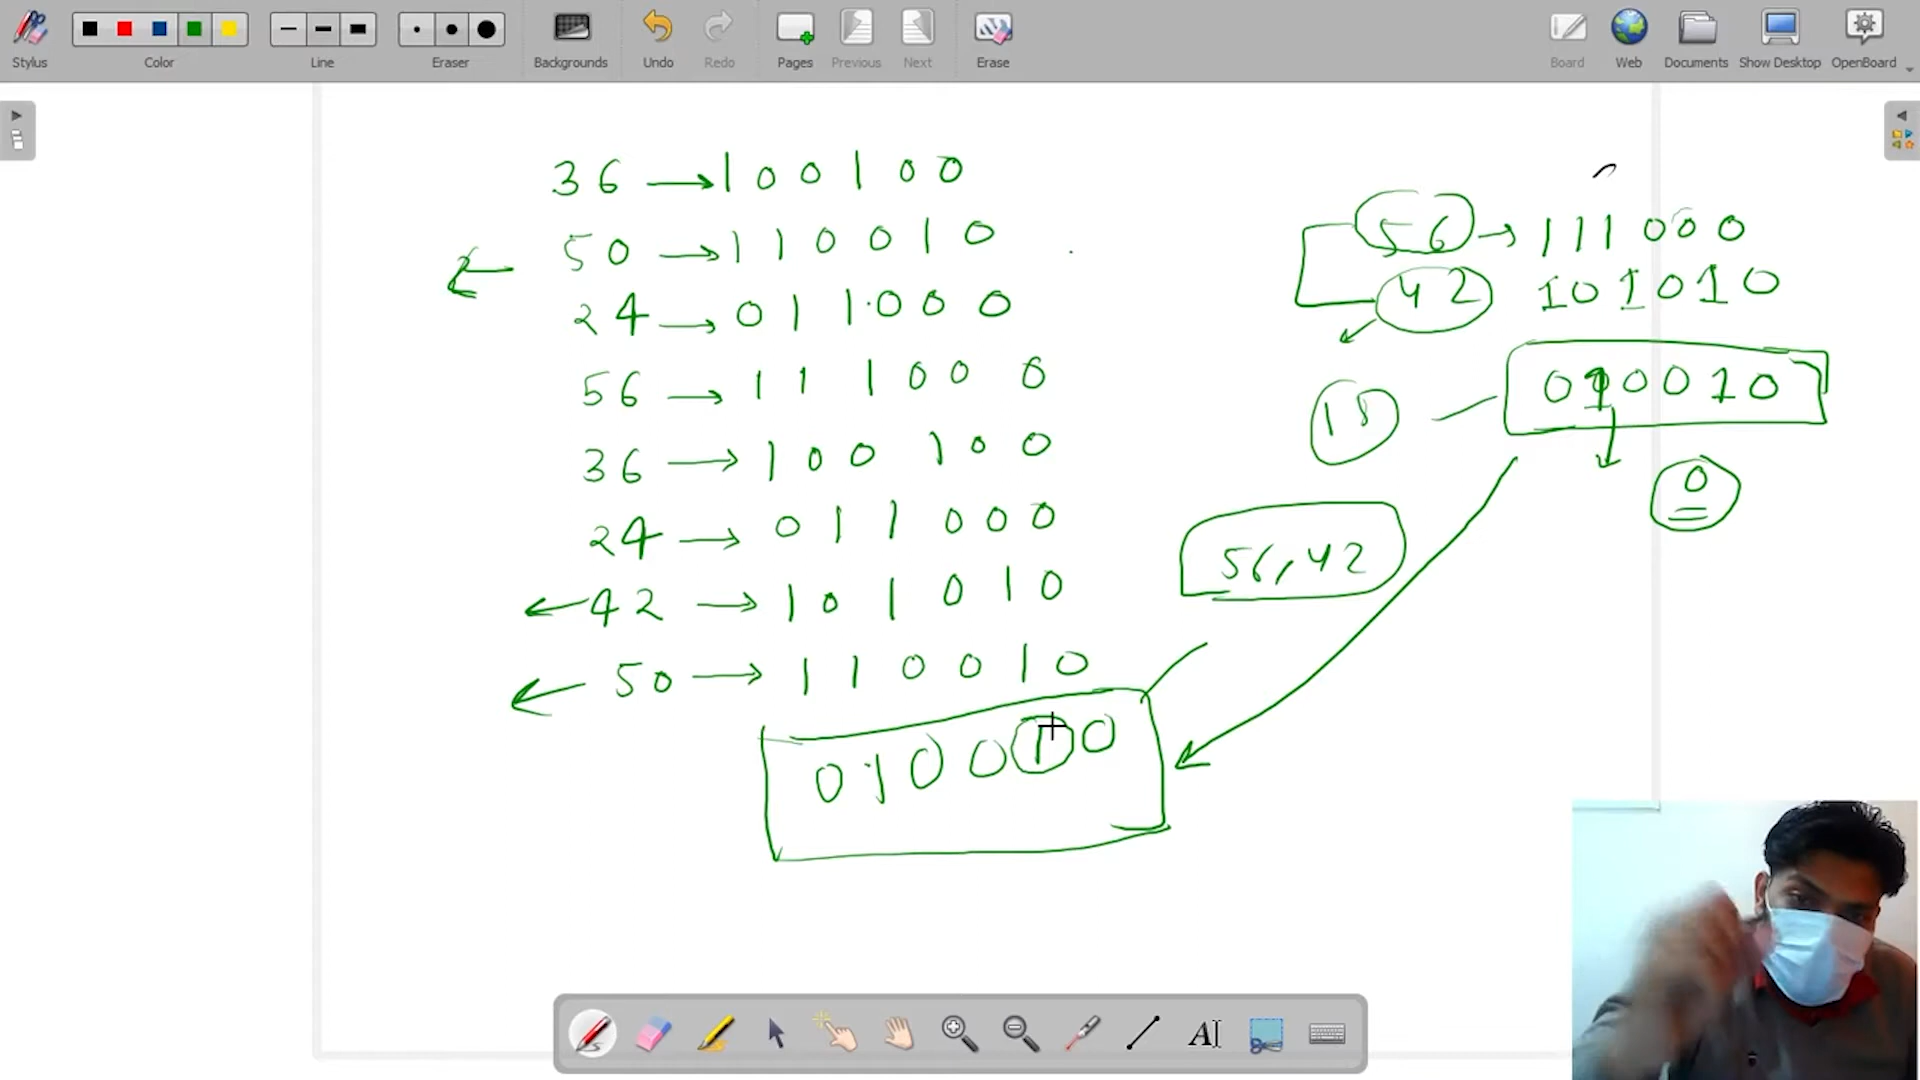 Stylus Color Line Eraser Backgrounds Undo Redo Pages Previous Next Erase Board Web Documents Show Desktop OpenBoard
36 → 100100
50 → 110010
24 → 011000
56 → 111000
36 → 100100
24 → 011000
42 → 101010
50 → 110010
010010
56 → 111000
42 101010
010010
18
0
56, 42